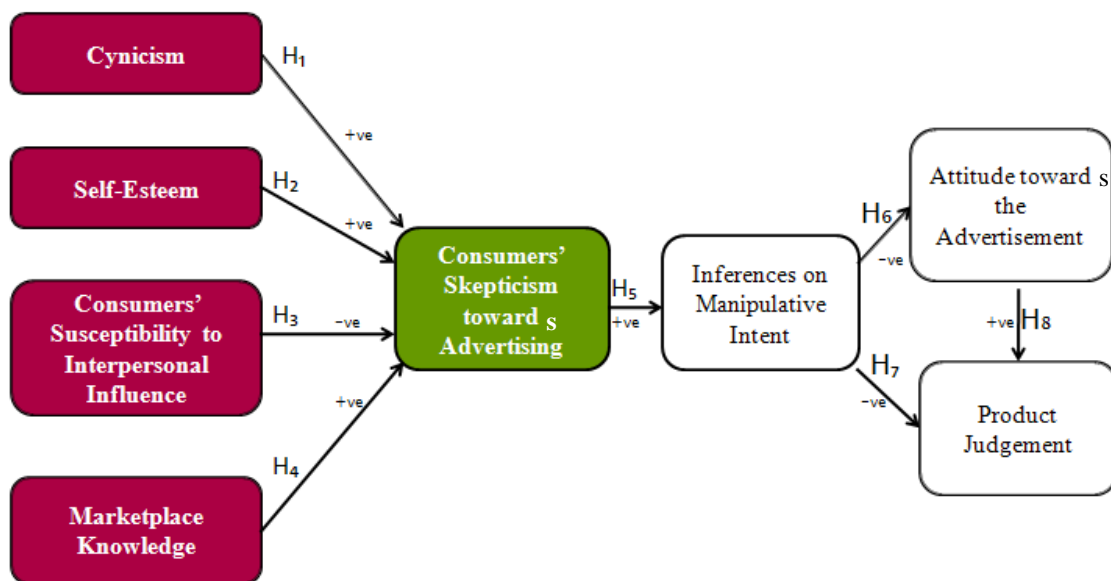 Cynicism
H₁
+ve
Self-Esteem
H₂
+ve
Consumers’
Susceptibility to
Interpersonal
Influence
H₃
-ve
Marketplace
Knowledge
H₄
+ve
Consumers’
Skepticism
toward s
Advertising
H₅
+ve
Inferences on
Manipulative
Intent
H₆
-ve
Attitude toward s
the
Advertisement
H₇
-ve
+ve H₈
Product
Judgement